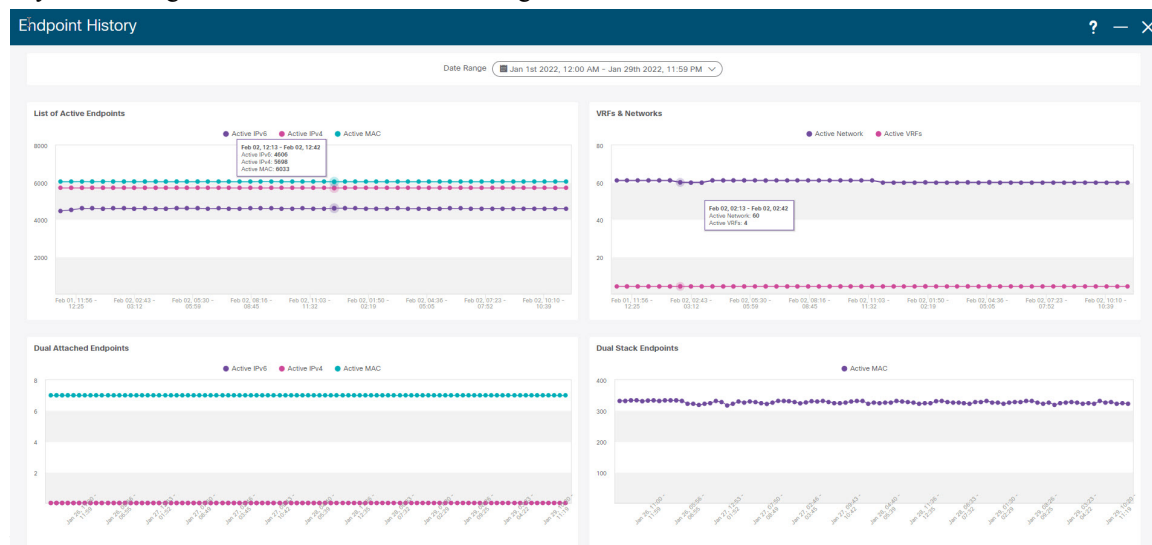 Endpoint History
? — ×
Date Range Jan 1st 2022, 12:00 AM - Jan 29th 2022, 11:59 PM
List of Active Endpoints
Active IPv6 Active IPv4 Active MAC
Feb 02, 12:13 - Feb 02, 12:42
Active IPv6: 4606
Active IPv4: 5698
Active MAC: 6033
8000
6000
4000
2000
Feb 01, 11:56 - 12:25
Feb 02, 02:43 - 03:12
Feb 02, 05:30 - 05:59
Feb 02, 08:16 - 08:45
Feb 02, 11:03 - 11:32
Feb 02, 01:50 - 02:19
Feb 02, 04:36 - 05:05
Feb 02, 07:23 - 07:52
Feb 02, 10:10 - 10:39
VRFs & Networks
Active Network Active VRFs
80
60
40
20
Feb 02, 02:13 - Feb 02, 02:42
Active Network: 60
Active VRFs: 4
Feb 01, 11:56 - 12:25
Feb 02, 02:43 - 03:12
Feb 02, 05:30 - 05:59
Feb 02, 08:16 - 08:45
Feb 02, 11:03 - 11:32
Feb 02, 01:50 - 02:19
Feb 02, 04:36 - 05:05
Feb 02, 07:23 - 07:52
Feb 02, 10:10 - 10:39
Dual Attached Endpoints
Active IPv6 Active IPv4 Active MAC
8
6
4
2
Dual Stack Endpoints
Active MAC
400
300
200
100